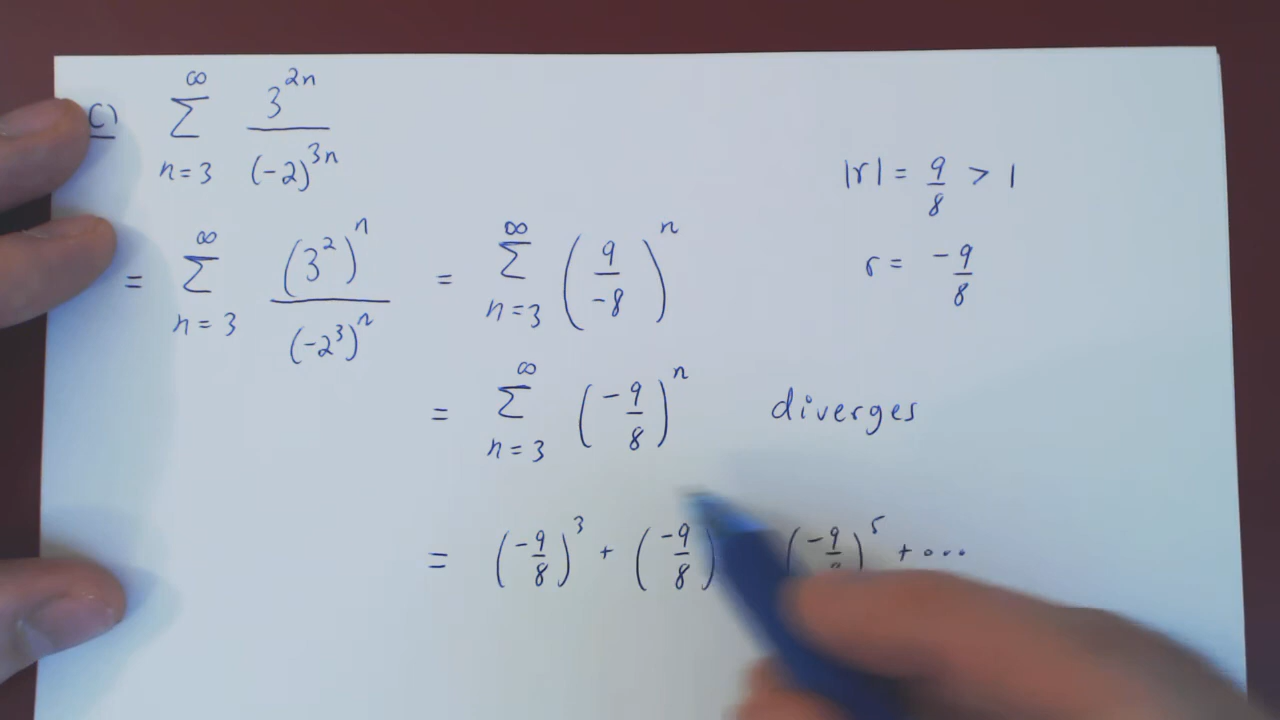 c) ∞ Σ n=3 3^{2n} / (-2)^{3n}
|r| = 9/8 > 1
= ∞ Σ n=3 (3^2)^n / (-2^3)^n = ∞ Σ n=3 (9/-8)^n
r = -9/8
= ∞ Σ n=3 (-9/8)^n diverges
= (-9/8)^3 + (-9/8) (-9/ )^5 + ...